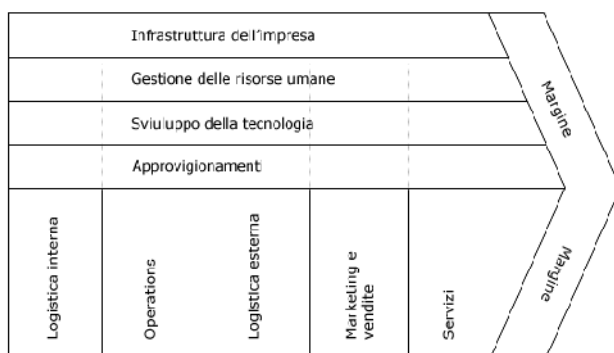 Infrastruttura dell'impresa
Gestione delle risorse umane
Sviuluppo della tecnologia
Approvigionamenti
Margine
Logistica interna
Operations
Logistica esterna
Marketing e
vendite
Servizi
Margine